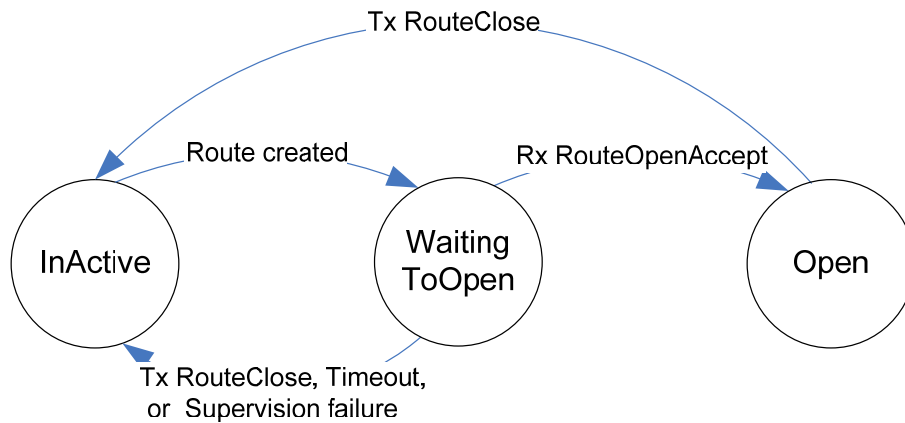 Tx RouteClose
Route created
Rx RouteOpenAccept
InActive
Waiting
ToOpen
Open
Tx RouteClose, Timeout,
or Supervision failure